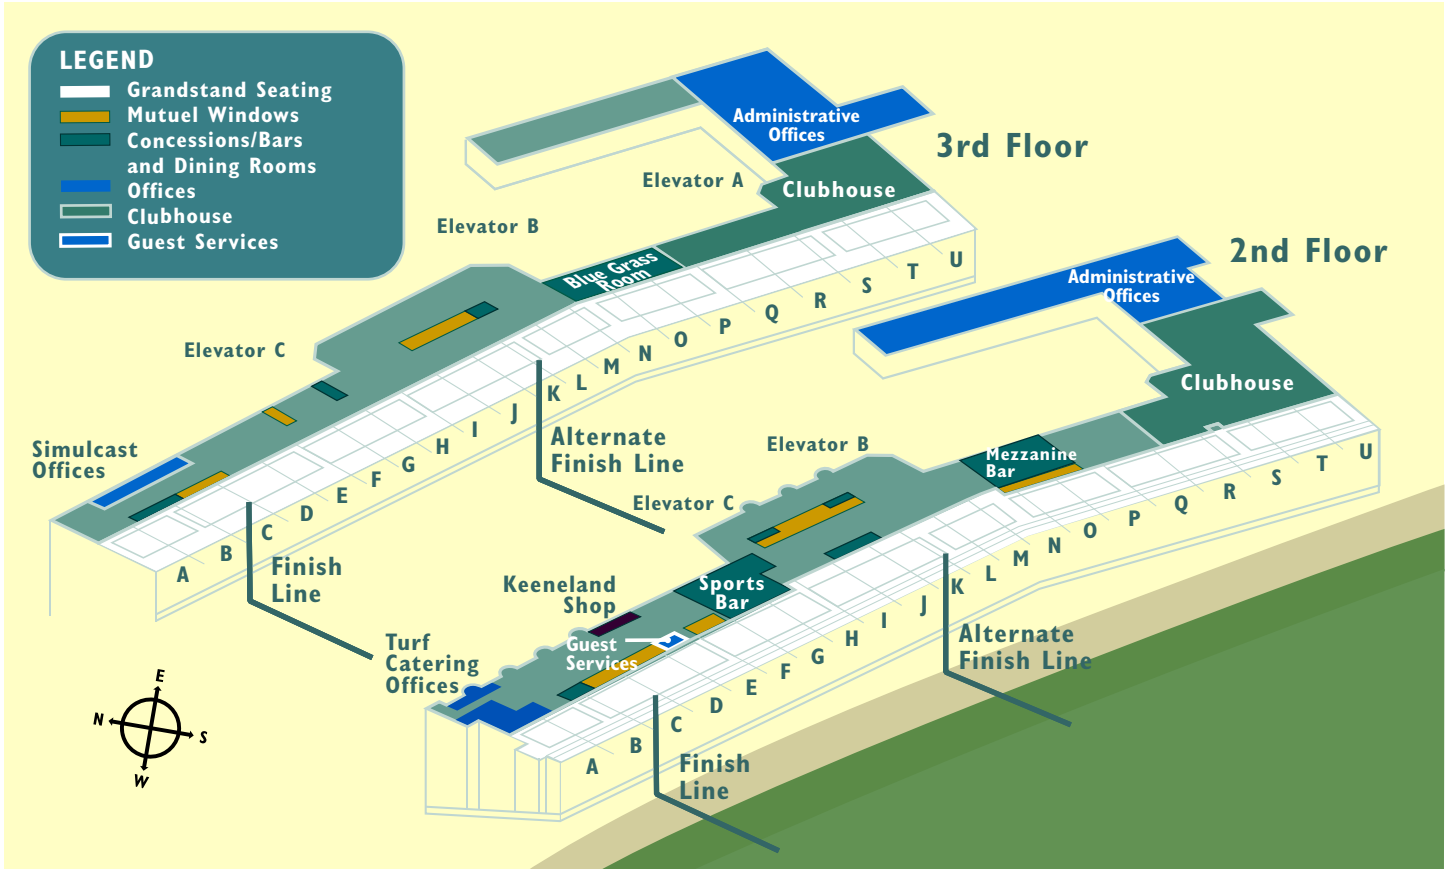 LEGEND
Grandstand Seating
Mutuel Windows
Concessions/Bars
and Dining Rooms
Offices
Clubhouse
Guest Services
3rd Floor
Administrative
Offices
Clubhouse
Elevator A
Elevator B
Blue Grass
Room
Elevator C
Simulcast
Offices
A
B
C
D
E
F
G
H
I
J
K
L
M
N
O
P
Q
R
S
T
U
Alternate
Finish Line
Finish
Line
2nd Floor
Administrative
Offices
Clubhouse
Elevator B
Mezzanine
Bar
Elevator C
Sports
Bar
Keeneland
Shop
Guest
Services
Turf
Catering
Offices
A
B
C
D
E
F
G
H
I
J
K
L
M
N
O
P
Q
R
S
T
U
Alternate
Finish Line
Finish
Line
E
N
S
W